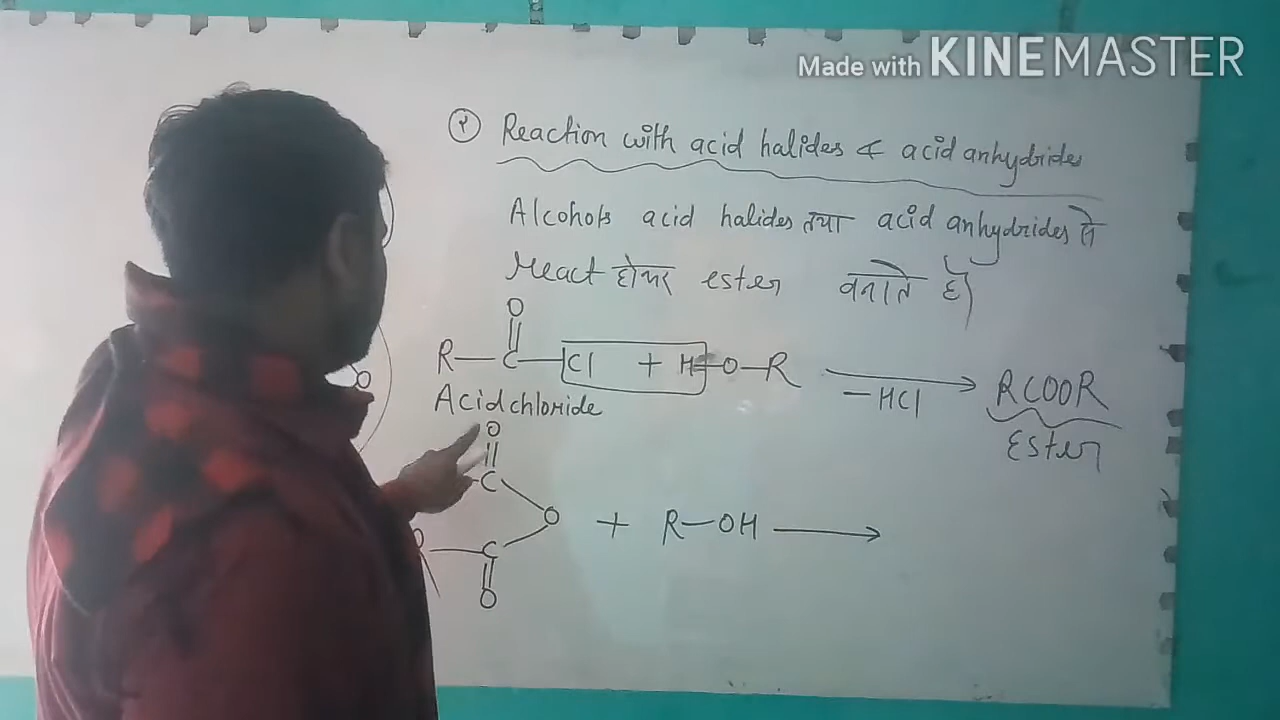 Made with KINEMASTER
२ Reaction with acid halides & acid anhydrides
Alcohols acid halides तथा acid anhydrides से
react होकर ester बनाते है।
O
R—C—Cl + H—O—R → RCOOR
Acid chloride –HCl Ester
O
C
O + R—OH →
R—C
O
O